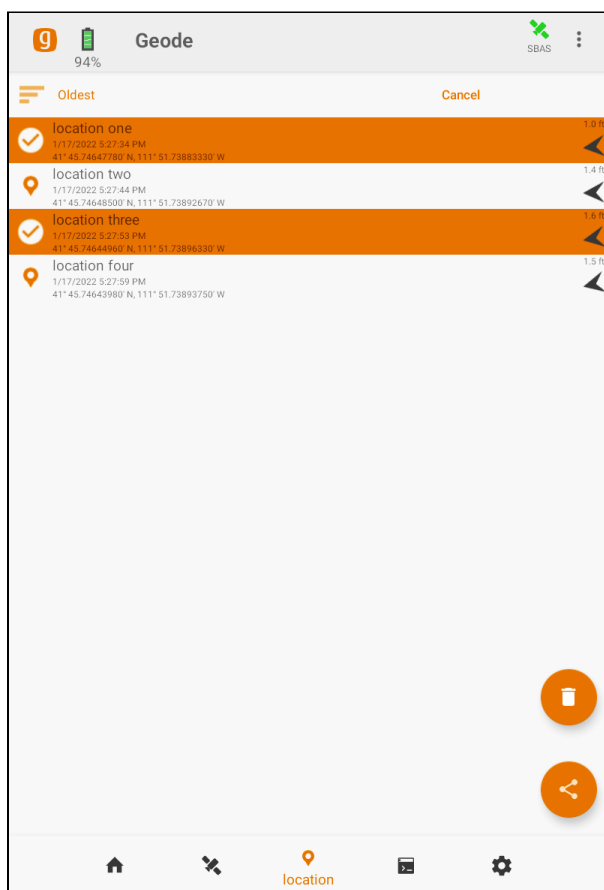 g
Geode
94%
SBAS
Oldest
Cancel
location one
1.0 ft
1/17/2022 5:27:34 PM
41° 45.74647780' N, 111° 51.73883330' W
location two
1.4 ft
1/17/2022 5:27:44 PM
41° 45.74648500' N, 111° 51.73892670' W
location three
1.6 ft
1/17/2022 5:27:53 PM
41° 45.74644960' N, 111° 51.73896330' W
location four
1.5 ft
1/17/2022 5:27:59 PM
41° 45.74643980' N, 111° 51.73893750' W
location